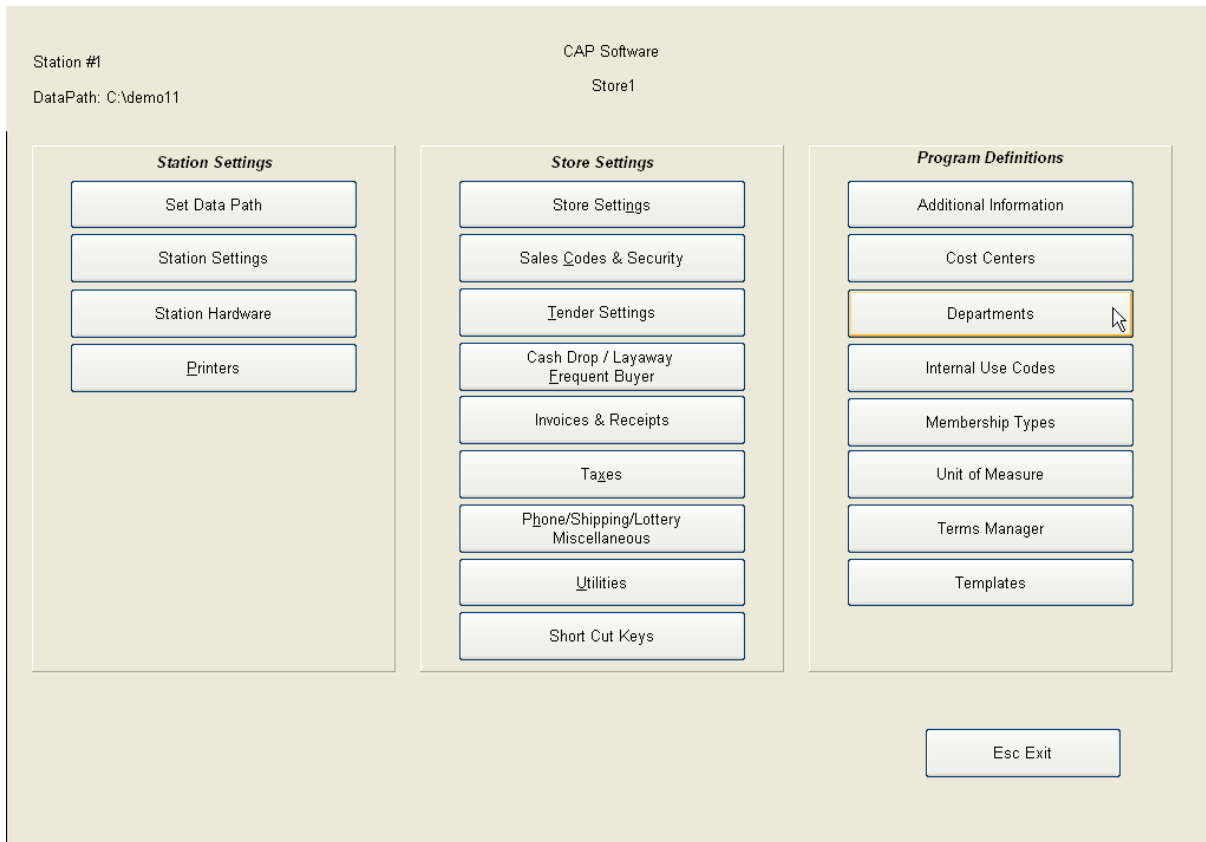 Station #1
DataPath: C:\demo11
CAP Software
Store1
Station Settings
Set Data Path
Station Settings
Station Hardware
Printers
Store Settings
Store Settings
Sales Codes & Security
Tender Settings
Cash Drop / Layaway
Frequent Buyer
Invoices & Receipts
Taxes
Phone/Shipping/Lottery
Miscellaneous
Utilities
Short Cut Keys
Program Definitions
Additional Information
Cost Centers
Departments
Internal Use Codes
Membership Types
Unit of Measure
Terms Manager
Templates
Esc Exit